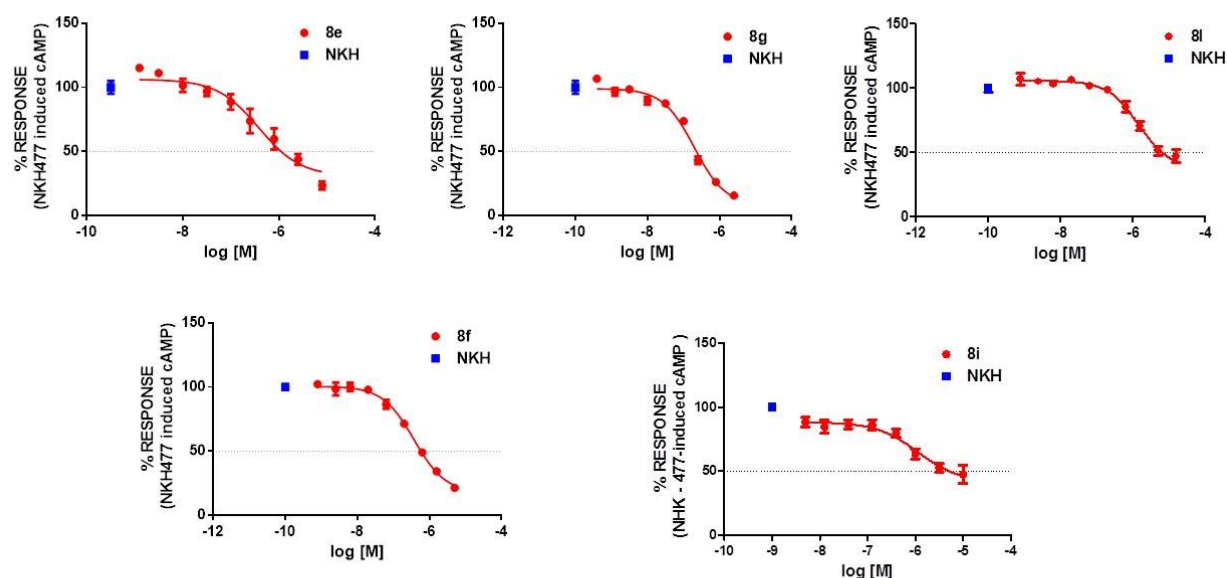 % RESPONSE
(NKH477 induced cAMP)
150
100
50
0
-10
-8
-6
-4
log [M]
8e
NKH
% RESPONSE
(NKH477 induced cAMP)
150
100
50
0
-12
-10
-8
-6
-4
log [M]
8g
NKH
% RESPONSE
(NKH477 induced cAMP)
150
100
50
0
-12
-10
-8
-6
-4
log [M]
8l
NKH
% RESPONSE
(NKH477 induced cAMP)
150
100
50
0
-12
-10
-8
-6
-4
log [M]
8f
NKH
% RESPONSE
(NHK - 477-induced cAMP )
150
100
50
0
-10
-9
-8
-7
-6
-5
-4
log [M]
8i
NKH